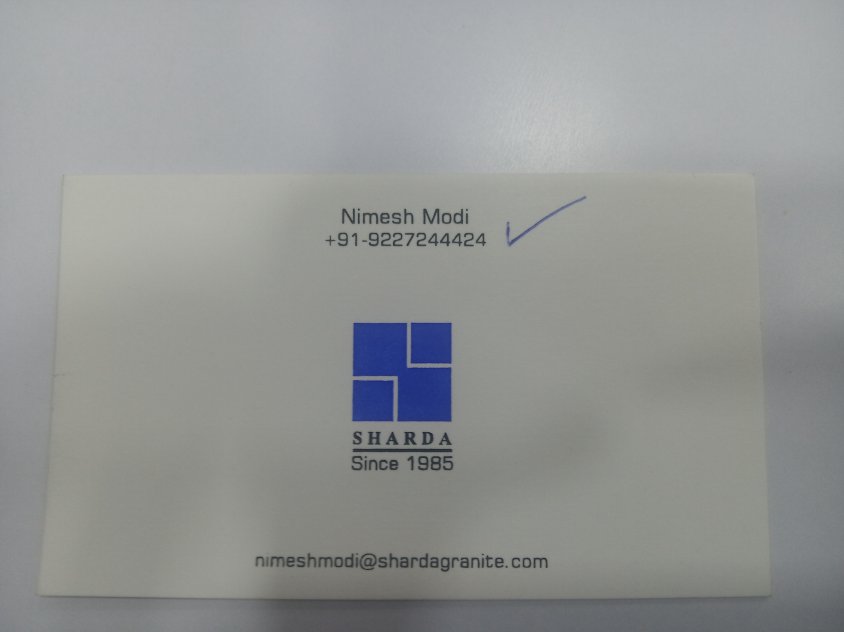 Nimesh Modi
+91-9227244424
SHARDA
Since 1985
nimeshmodi@shardagranite.com